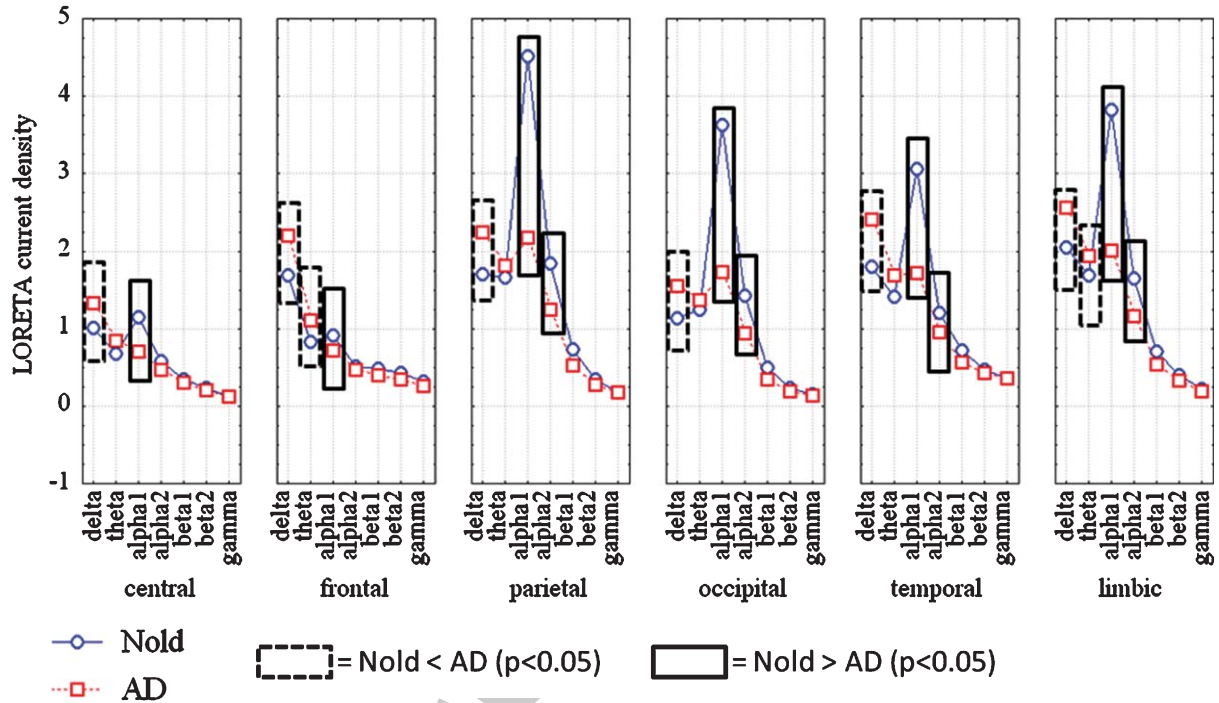 LORETA current density
5
4
3
2
1
0
-1
delta theta alpha1 alpha2 beta1 beta2 gamma
delta theta alpha1 alpha2 beta1 beta2 gamma
delta theta alpha1 alpha2 beta1 beta2 gamma
delta theta alpha1 alpha2 beta1 beta2 gamma
delta theta alpha1 alpha2 beta1 beta2 gamma
delta theta alpha1 alpha2 beta1 beta2 gamma
central frontal parietal occipital temporal limbic
Nold = Nold < AD (p<0.05) = Nold > AD (p<0.05)
AD